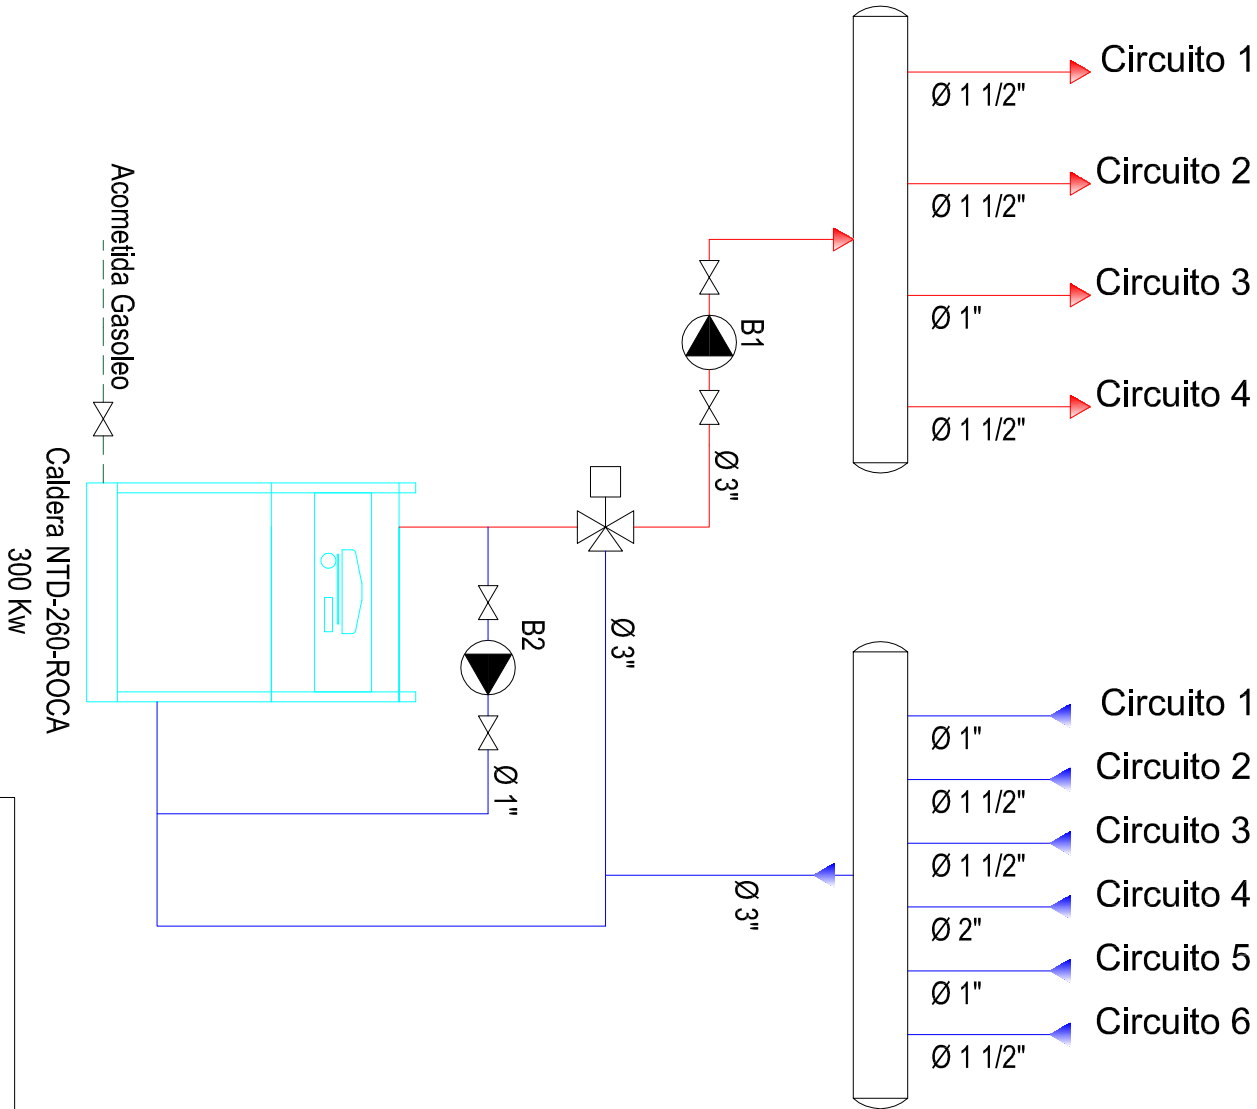 Circuito 1
Ø 1 1/2"
Circuito 2
Ø 1 1/2"
Circuito 3
Ø 1"
Circuito 4
Ø 1 1/2"
B1
Ø 3"
Acometida Gasoleo
Caldera NTD-260-ROCA
300 Kw
B2
Ø 3"
Ø 1"
Ø 3"
Circuito 1
Ø 1"
Circuito 2
Ø 1 1/2"
Circuito 3
Ø 1 1/2"
Circuito 4
Ø 2"
Circuito 5
Ø 1"
Circuito 6
Ø 1 1/2"